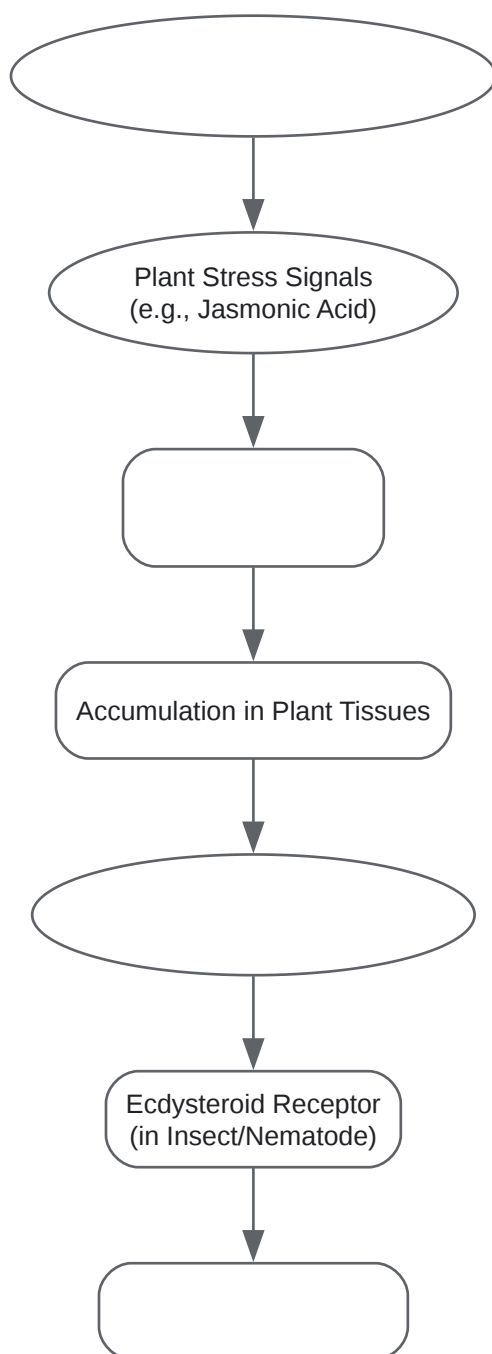 Plant Stress Signals
(e.g., Jasmonic Acid)
Accumulation in Plant Tissues
Ecdysteroid Receptor
(in Insect/Nematode)